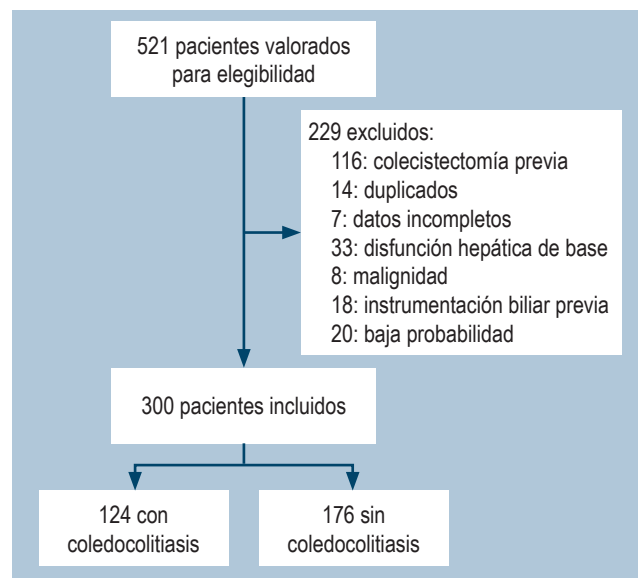 521 pacientes valorados
para elegibilidad
229 excluidos:
116: colecistectomía previa
14: duplicados
7: datos incompletos
33: disfunción hepática de base
8: malignidad
18: instrumentación biliar previa
20: baja probabilidad
300 pacientes incluidos
124 con
coledocolitiasis
176 sin
coledocolitiasis